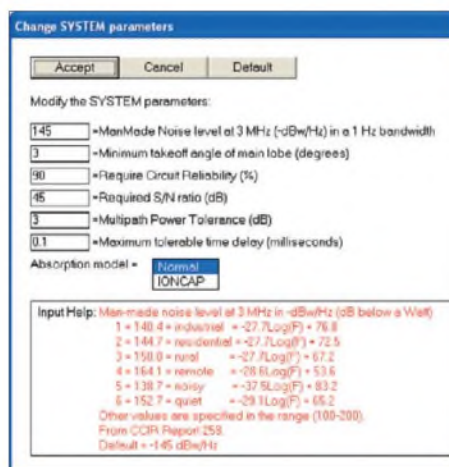 Change SYSTEM parameters
Accept Cancel Default
Modify the SYSTEM parameters:
145 =ManMade Noise level at 3 MHz (-dBw/Hz) in a 1 Hz bandwidth
3 =Minimum takeoff angle of main lobe (degrees)
90 =Require Circuit Reliability (%)
45 =Required S/N ratio (dB)
3 =Multipath Power Tolerance (dB)
0.1 =Maximum tolerable time delay (milliseconds)
Absorption model = Normal
IONCAP
Input Help: Man-made noise level at 3 MHz in -dBw/Hz (dB below a Watt)
1 = 140.4 = industrial = -27.7Log(F) + 76.8
2 = 144.7 = residential = -27.7Log(F) + 72.5
3 = 150.0 = rural = -27.7Log(F) + 67.2
4 = 164.1 = remote = -28.6Log(F) + 53.6
5 = 138.7 = noisy = -37.5Log(F) + 83.2
6 = 152.7 = quiet = -29.1Log(F) + 65.2
Other values are specified in the range (100-200).
From CCIR Report 258.
Default = -145 dBw/Hz